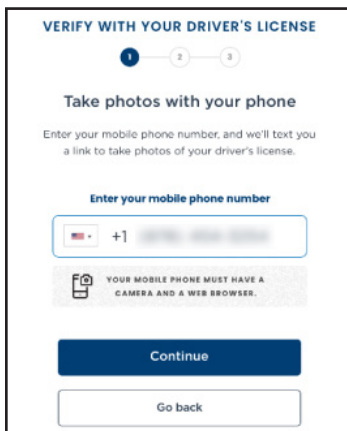 VERIFY WITH YOUR DRIVER'S LICENSE
1 2 3
Take photos with your phone
Enter your mobile phone number, and we'll text you
a link to take photos of your driver's license.
Enter your mobile phone number
+1
YOUR MOBILE PHONE MUST HAVE A
CAMERA AND A WEB BROWSER.
Continue
Go back